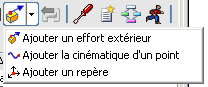 Ajouter un effort extérieur
Ajouter la cinématique d'un point
Ajouter un repère